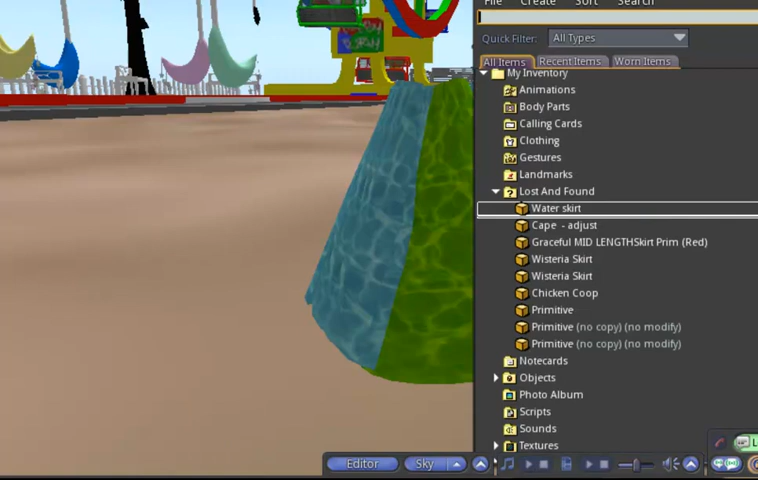 File Create Sort Search
Quick Filter: All Types
All Items Recent Items Worn Items
My Inventory
Animations
Body Parts
Calling Cards
Clothing
Gestures
Landmarks
Lost And Found
Water skirt
Cape - adjust
Graceful MID LENGTHSkirt Prim (Red)
Wisteria Skirt
Wisteria Skirt
Chicken Coop
Primitive
Primitive (no copy) (no modify)
Primitive (no copy) (no modify)
Notecards
Objects
Photo Album
Scripts
Sounds
Textures
Editor Sky